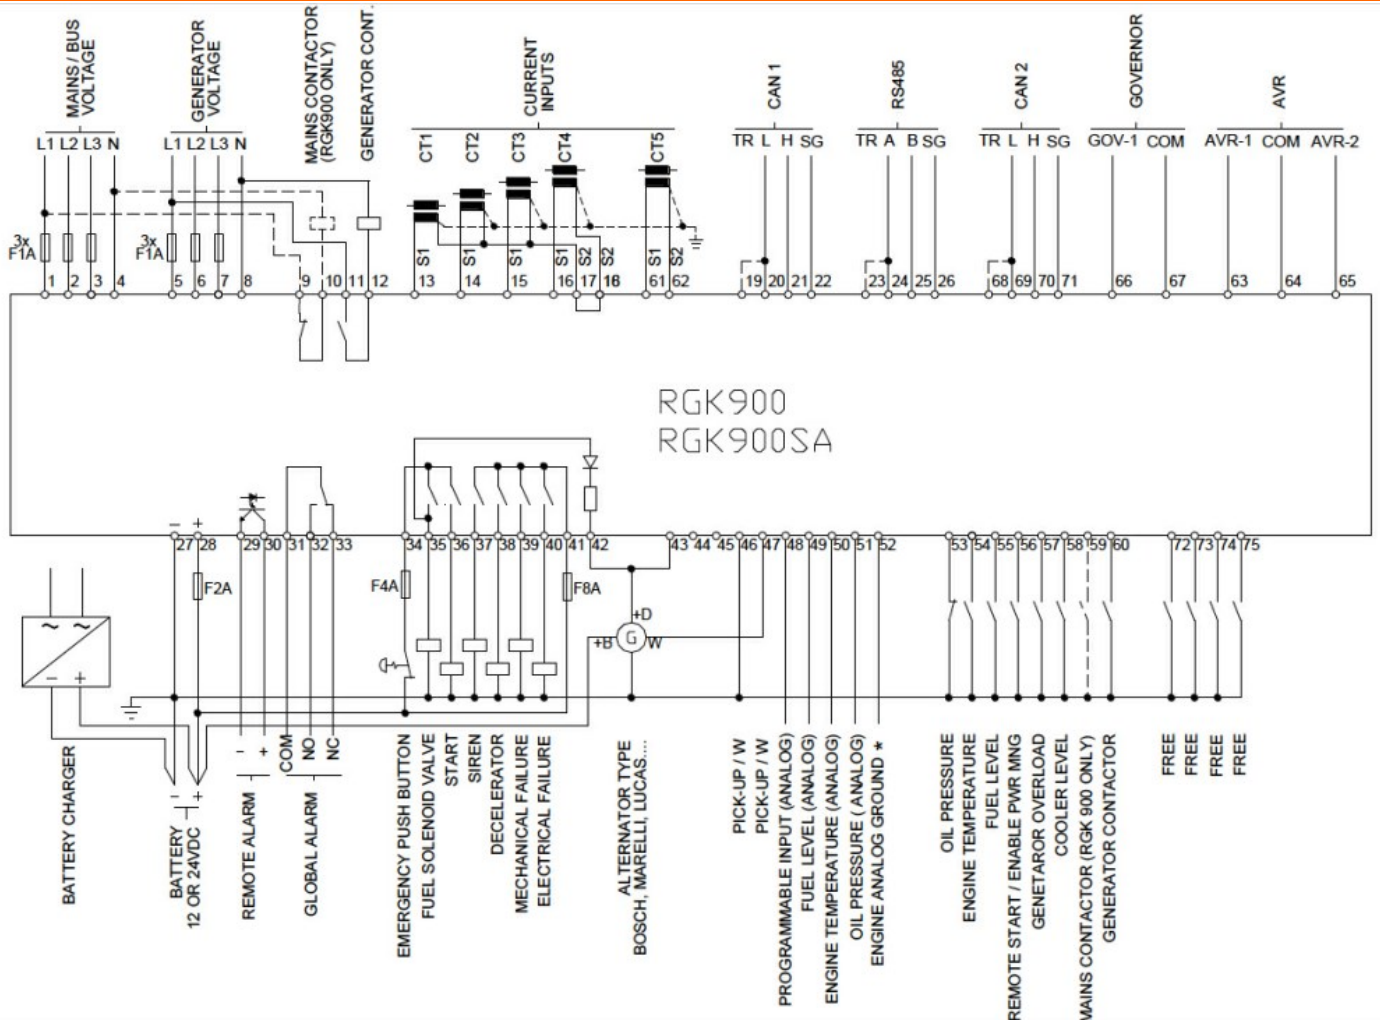 MAINS / BUS
VOLTAGE
GENERATOR
VOLTAGE
MAINS CONTACTOR
(RGK900 ONLY)
GENERATOR CONT.
CURRENT
INPUTS
CAN 1
RS485
CAN 2
GOVERNOR
AVR
L1 L2 L3 N
L1 L2 L3 N
CT1
CT2
CT3
CT4
CT5
TR L H SG
TR A B SG
TR L H SG
GOV-1 COM
AVR-1 COM AVR-2
3x
F1A
3x
F1A
S1
S1
S1
S1
S2
S2
S1
S2
1 2 3 4 5 6 7 8 9 10 11 12 13 14 15 16 17 18 61 62 19 20 21 22 23 24 25 26 68 69 70 71 66 67 63 64 65
RGK900
RGK900SA
− +
27 28 29 30 31 32 33 34 35 36 37 38 39 40 41 42 43 44 45 46 47 48 49 50 51 52 53 54 55 56 57 58 59 60 72 73 74 75
F2A
F4A
F8A
~ ~
− +
+D
+B G W
BATTERY CHARGER
− +
BATTERY
12 OR 24VDC
− +
REMOTE ALARM
COM
NO
NC
GLOBAL ALARM
EMERGENCY PUSH BUTTON
FUEL SOLENOID VALVE
START
SIREN
DECELERATOR
MECHANICAL FAILURE
ELECTRICAL FAILURE
ALTERNATOR TYPE
BOSCH, MARELLI, LUCAS....
PICK-UP / W
PICK-UP / W
PROGRAMMABLE INPUT (ANALOG)
FUEL LEVEL (ANALOG)
ENGINE TEMPERATURE (ANALOG)
OIL PRESSURE ( ANALOG)
ENGINE ANALOG GROUND *
OIL PRESSURE
ENGINE TEMPERATURE
FUEL LEVEL
REMOTE START / ENABLE PWR MNG
GENETAROR OVERLOAD
COOLER LEVEL
MAINS CONTACTOR (RGK 900 ONLY)
GENERATOR CONTACTOR
FREE
FREE
FREE
FREE